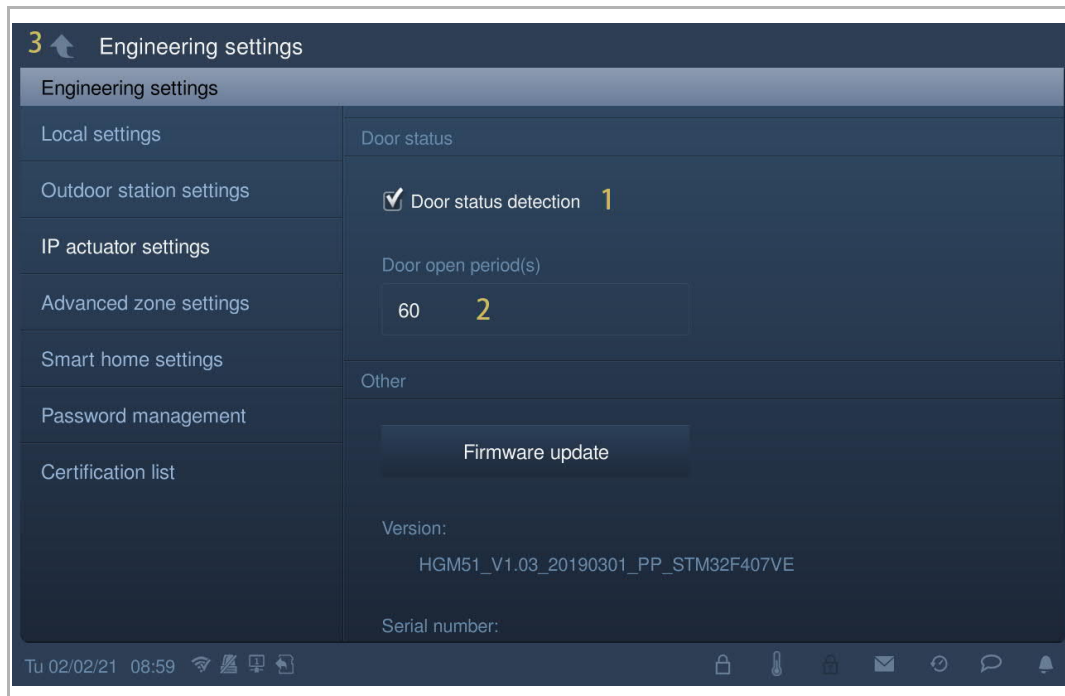 3 Engineering settings
Engineering settings
Local settings
Outdoor station settings
IP actuator settings
Advanced zone settings
Smart home settings
Password management
Certification list
Door status
Door status detection 1
Door open period(s)
60 2
Other
Firmware update
Version:
HGM51_V1.03_20190301_PP_STM32F407VE
Serial number:
Tu 02/02/21 08:59